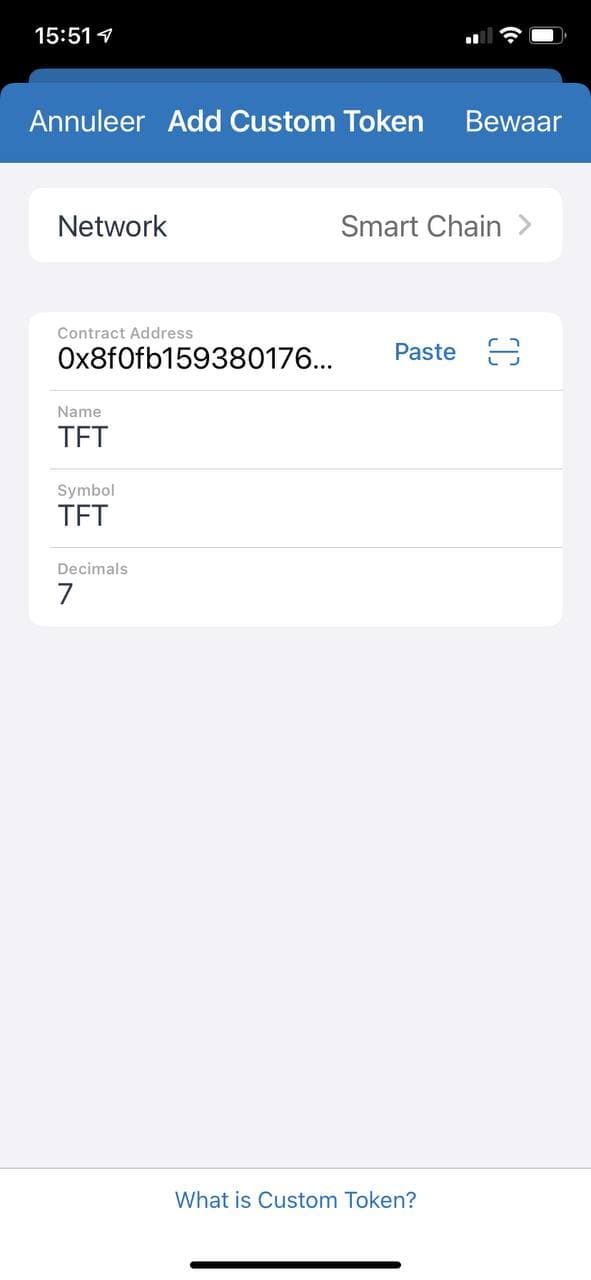 15:51
Annuleer Add Custom Token Bewaar
Network Smart Chain
Contract Address
0x8f0fb159380176... Paste
Name
TFT
Symbol
TFT
Decimals
7
What is Custom Token?